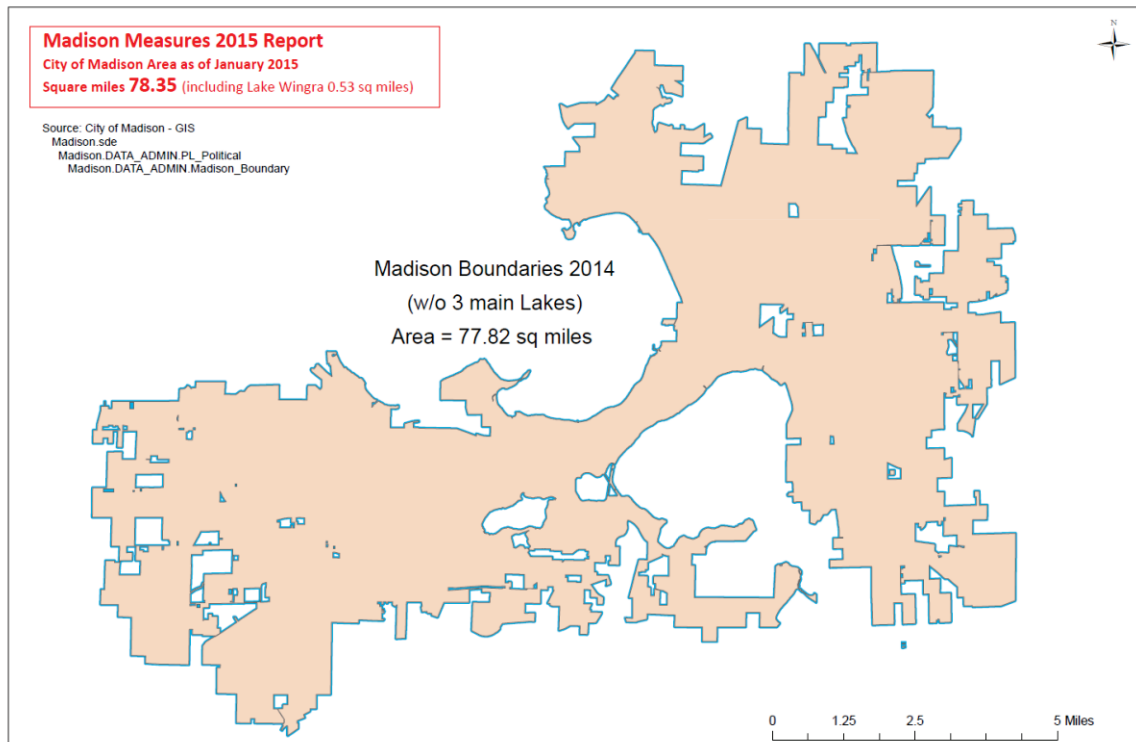 Madison Measures 2015 Report
City of Madison Area as of January 2015
Square miles 78.35 (including Lake Wingra 0.53 sq miles)
N
Source: City of Madison - GIS
Madison.sde
Madison.DATA_ADMIN.PL_Political
Madison.DATA_ADMIN.Madison_Boundary
Madison Boundaries 2014
(w/o 3 main Lakes)
Area = 77.82 sq miles
0 1.25 2.5 5 Miles